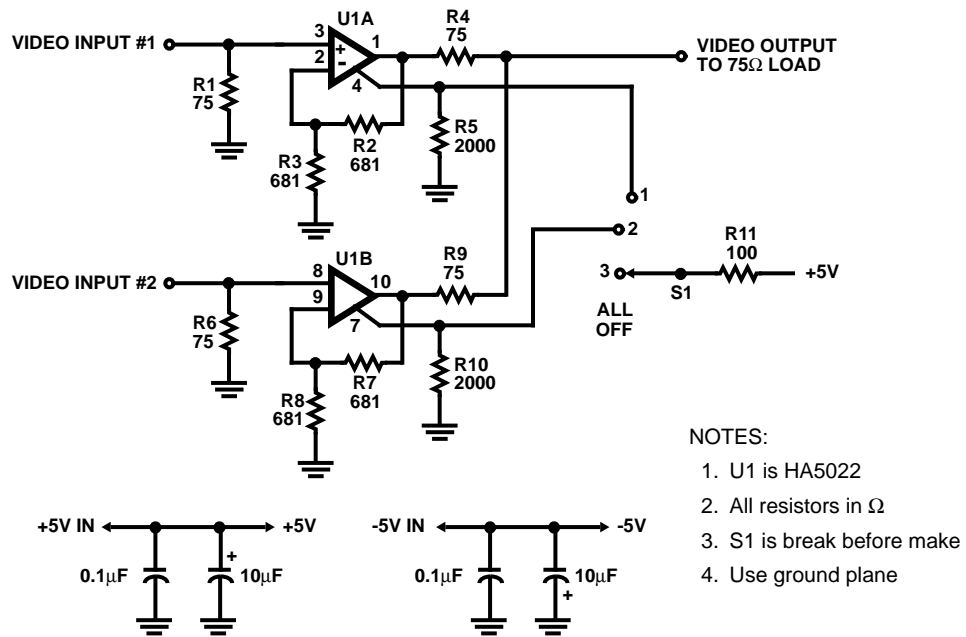 U1A
R4
75
VIDEO INPUT #1
3
+
1
2
-
4
VIDEO OUTPUT
TO 75Ω LOAD
R1
75
R2
681
R3
681
R5
2000
1
2
R11
100
3
+5V
S1
ALL
OFF
U1B
R9
75
VIDEO INPUT #2
8
10
9
7
R6
75
R7
681
R8
681
R10
2000
NOTES:
1. U1 is HA5022
2. All resistors in Ω
3. S1 is break before make
4. Use ground plane
+5V IN
+5V
0.1µF
+
10µF
-5V IN
-5V
0.1µF
10µF
+